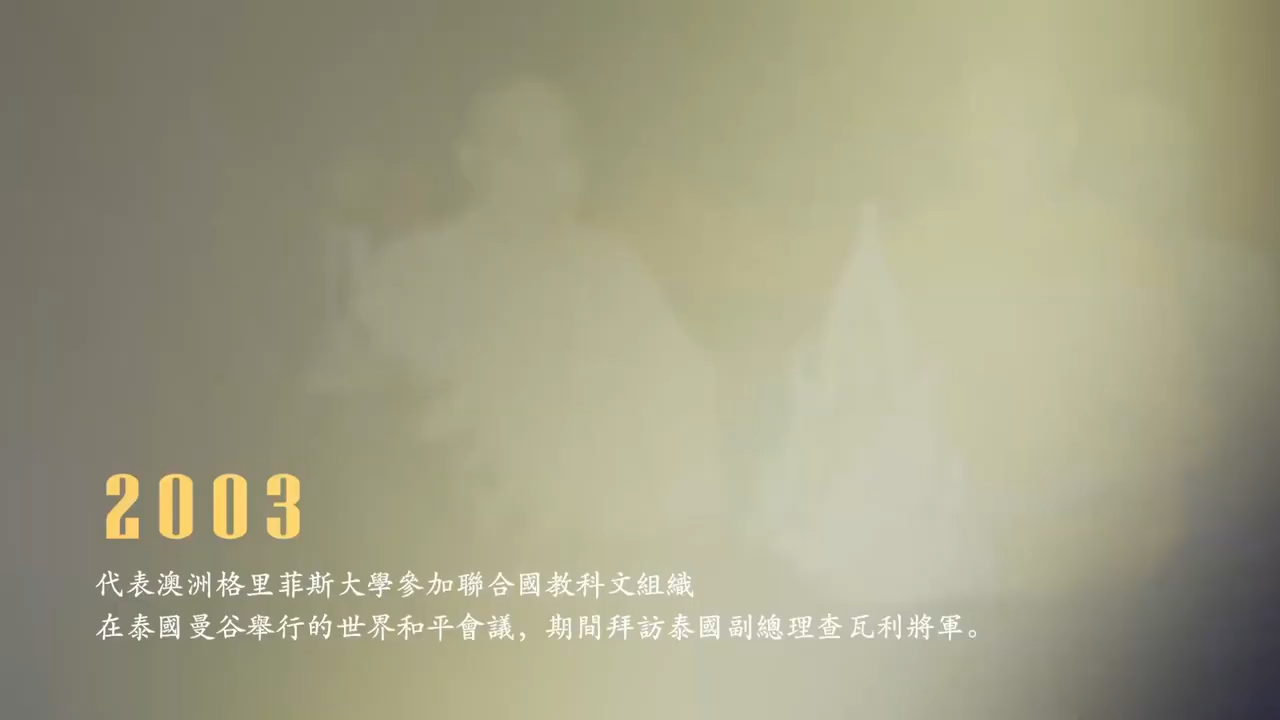 2003
代表澳洲格里菲斯大學參加聯合國教科文組織
在泰國曼谷舉行的世界和平會議，期間拜訪泰國副總理查瓦利將軍。